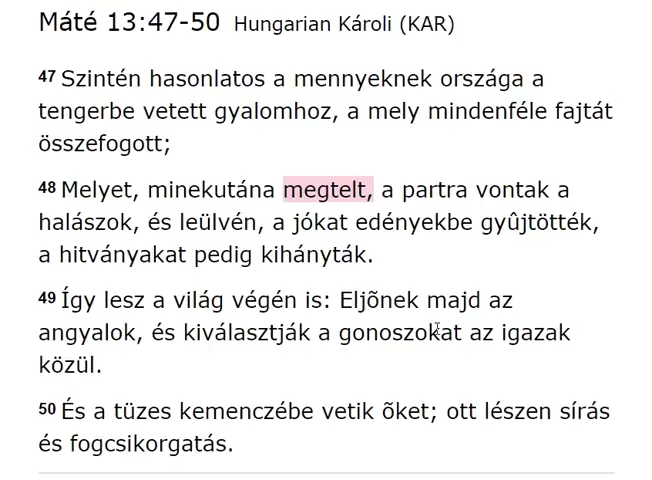 Máté 13:47-50 Hungarian Károli (KAR)
47 Szintén hasonlatos a mennyeknek országa a
tengerbe vetett gyalomhoz, a mely mindenféle fajtát
összefogott;
48 Melyet, minekutána megtelt, a partra vontak a
halászok, és leülvén, a jókat edényekbe gyûjtötték,
a hitványakat pedig kihányták.
49 Így lesz a világ végén is: Eljõnek majd az
angyalok, és kiválasztják a gonoszokat az igazak
közül.
50 És a tüzes kemenczébe vetik õket; ott lészen sírás
és fogcsikorgatás.